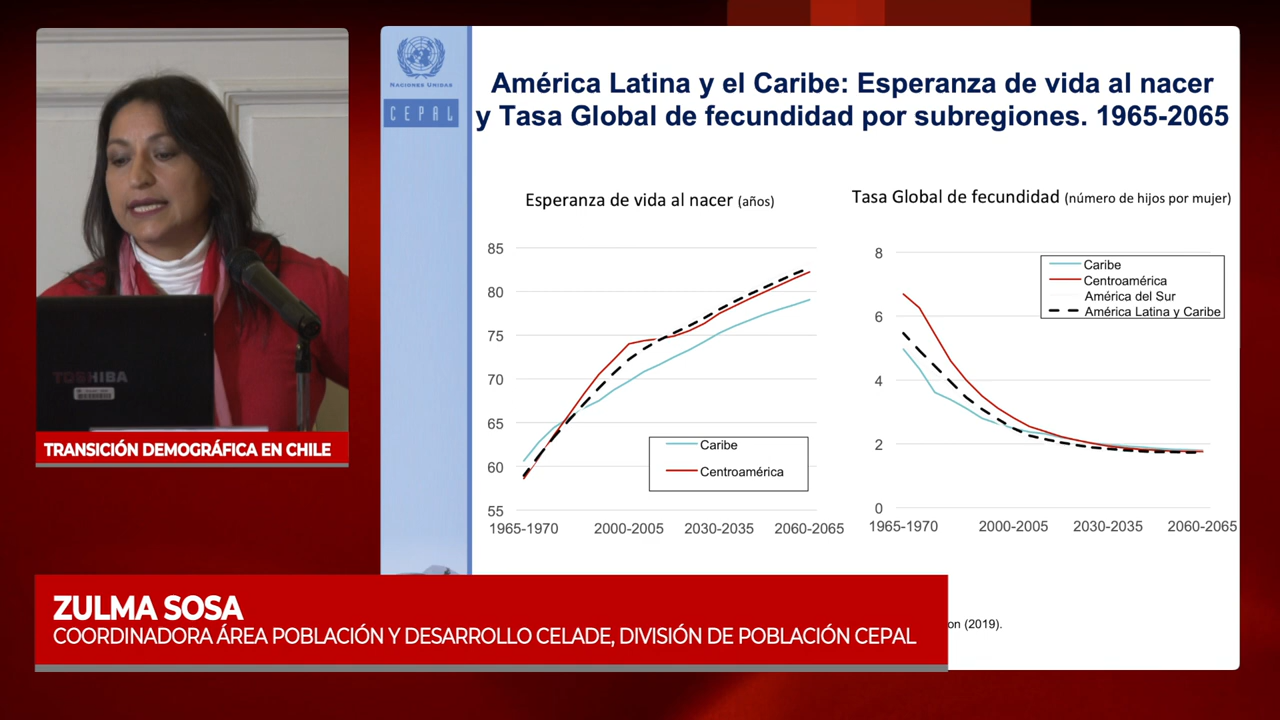 NACIONES UNIDAS
CEPAL
América Latina y el Caribe: Esperanza de vida al nacer
y Tasa Global de fecundidad por subregiones. 1965-2065
Esperanza de vida al nacer (años)
85
80
75
70
65
60
55
1965-1970 2000-2005 2030-2035 2060-2065
Caribe
Centroamérica
Tasa Global de fecundidad (número de hijos por mujer)
8
6
4
2
0
1965-1970 2000-2005 2030-2035 2060-2065
Caribe
Centroamérica
América del Sur
América Latina y Caribe
on (2019).
TOSHIBA
TRANSICIÓN DEMOGRÁFICA EN CHILE
ZULMA SOSA
COORDINADORA ÁREA POBLACIÓN Y DESARROLLO CELADE, DIVISIÓN DE POBLACIÓN CEPAL